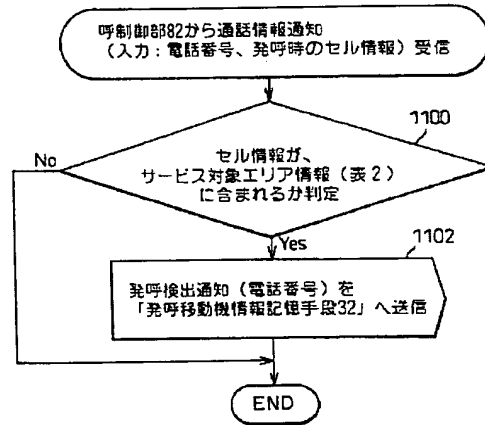 呼制御部82から通話情報通知
(入力:電話番号、発呼時のセル情報)受信
1100
No
セル情報が、
サービス対象エリア情報(表2)
に含まれるか判定
Yes
1102
発呼検出通知(電話番号)を
「発呼移動機情報記憶手段32」へ送信
END